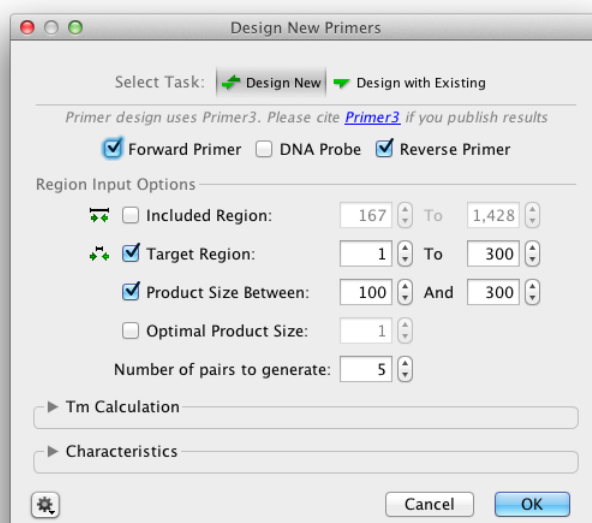 Design New Primers
Select Task: Design New Design with Existing
Primer design uses Primer3. Please cite Primer3 if you publish results
Forward Primer DNA Probe Reverse Primer
Region Input Options
Included Region: 167 To 1,428
Target Region: 1 To 300
Product Size Between: 100 And 300
Optimal Product Size: 1
Number of pairs to generate: 5
Tm Calculation
Characteristics
Cancel OK